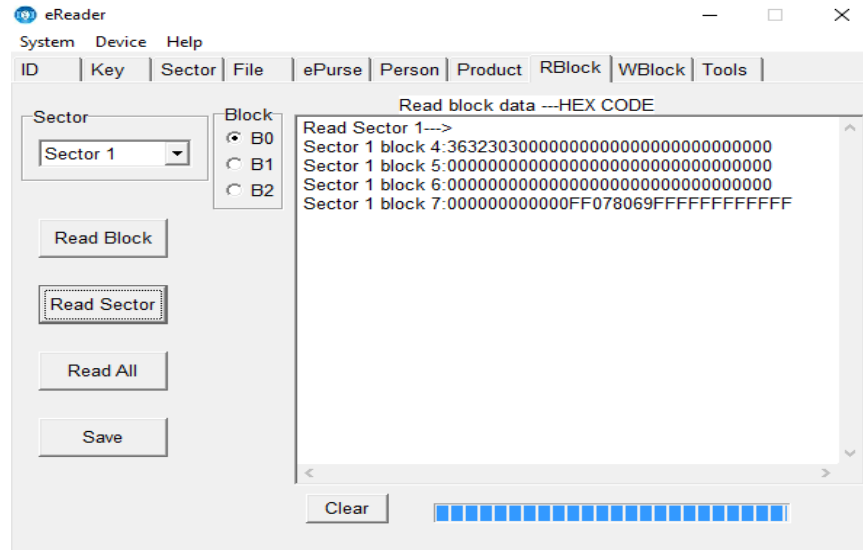 eReader
System Device Help
ID Key Sector File ePurse Person Product RBlock WBlock Tools
Read block data ---HEX CODE
Sector
Sector 1
Block
B0
B1
B2
Read Sector 1--->
Sector 1 block 4:36323030000000000000000000000000
Sector 1 block 5:00000000000000000000000000000000
Sector 1 block 6:00000000000000000000000000000000
Sector 1 block 7:000000000000FF078069FFFFFFFFFFFF
Read Block
Read Sector
Read All
Save
Clear